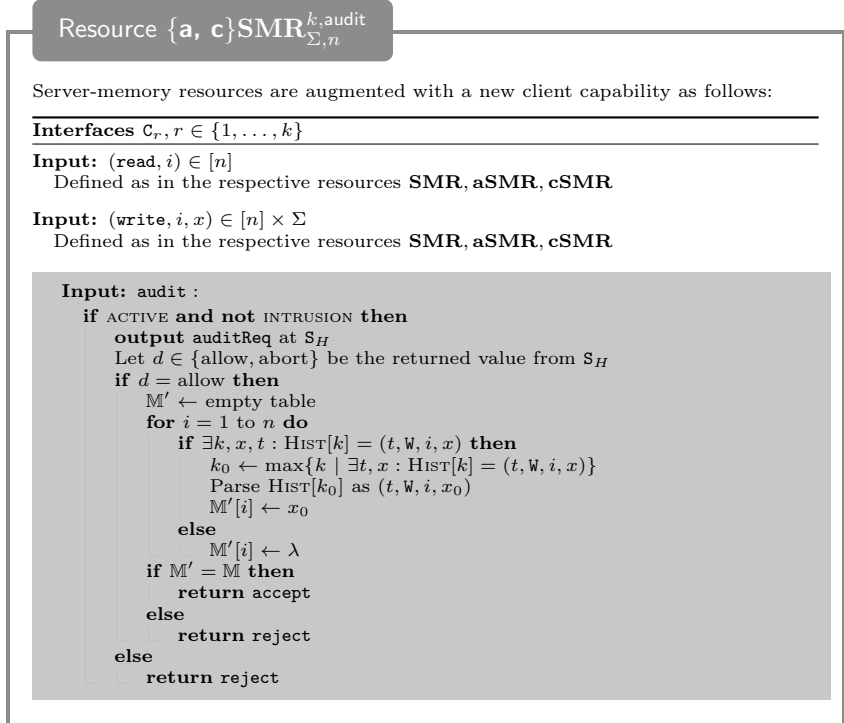 Resource {a, c}SMR^{k,audit}_{Σ,n}
Server-memory resources are augmented with a new client capability as follows:
Interfaces C_r, r ∈ {1, . . . , k}
Input: (read, i) ∈ [n]
Defined as in the respective resources SMR, aSMR, cSMR
Input: (write, i, x) ∈ [n] × Σ
Defined as in the respective resources SMR, aSMR, cSMR
Input: audit :
if ACTIVE and not INTRUSION then
output auditReq at S_H
Let d ∈ {allow, abort} be the returned value from S_H
if d = allow then
𝕄′ ← empty table
for i = 1 to n do
if ∃k, x, t : HIST[k] = (t, W, i, x) then
k_0 ← max{k | ∃t, x : HIST[k] = (t, W, i, x)}
Parse HIST[k_0] as (t, W, i, x_0)
𝕄′[i] ← x_0
else
𝕄′[i] ← λ
if 𝕄′ = 𝕄 then
return accept
else
return reject
else
return reject